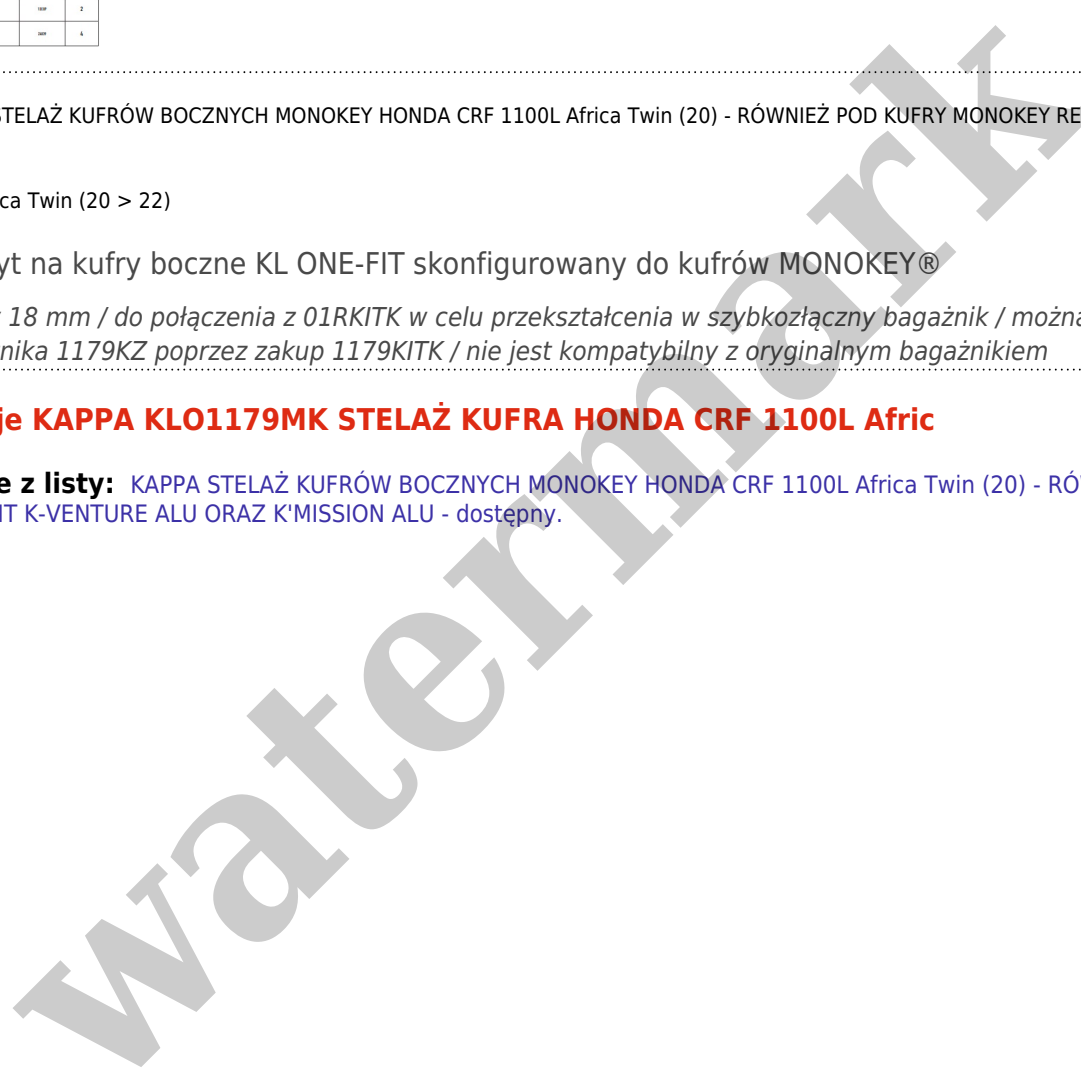 2
4
STELAŻ KUFRÓW BOCZNYCH MONOKEY HONDA CRF 1100L Africa Twin (20) - RÓWNIEŻ POD KUFRY MONOKEY RE
ca Twin (20 > 22)
yt na kufry boczne KL ONE-FIT skonfigurowany do kufrów MONOKEY®
18 mm / do połączenia z 01RKITK w celu przekształcenia w szybkozłączny bagażnik / można
nika 1179KZ poprzez zakup 1179KITK / nie jest kompatybilny z oryginalnym bagażnikiem
je KAPPA KLO1179MK STELAŻ KUFRA HONDA CRF 1100L Afric
e z listy: KAPPA STELAŻ KUFRÓW BOCZNYCH MONOKEY HONDA CRF 1100L Africa Twin (20) - RÓ
IT K-VENTURE ALU ORAZ K'MISSION ALU - dostępny.
watermark